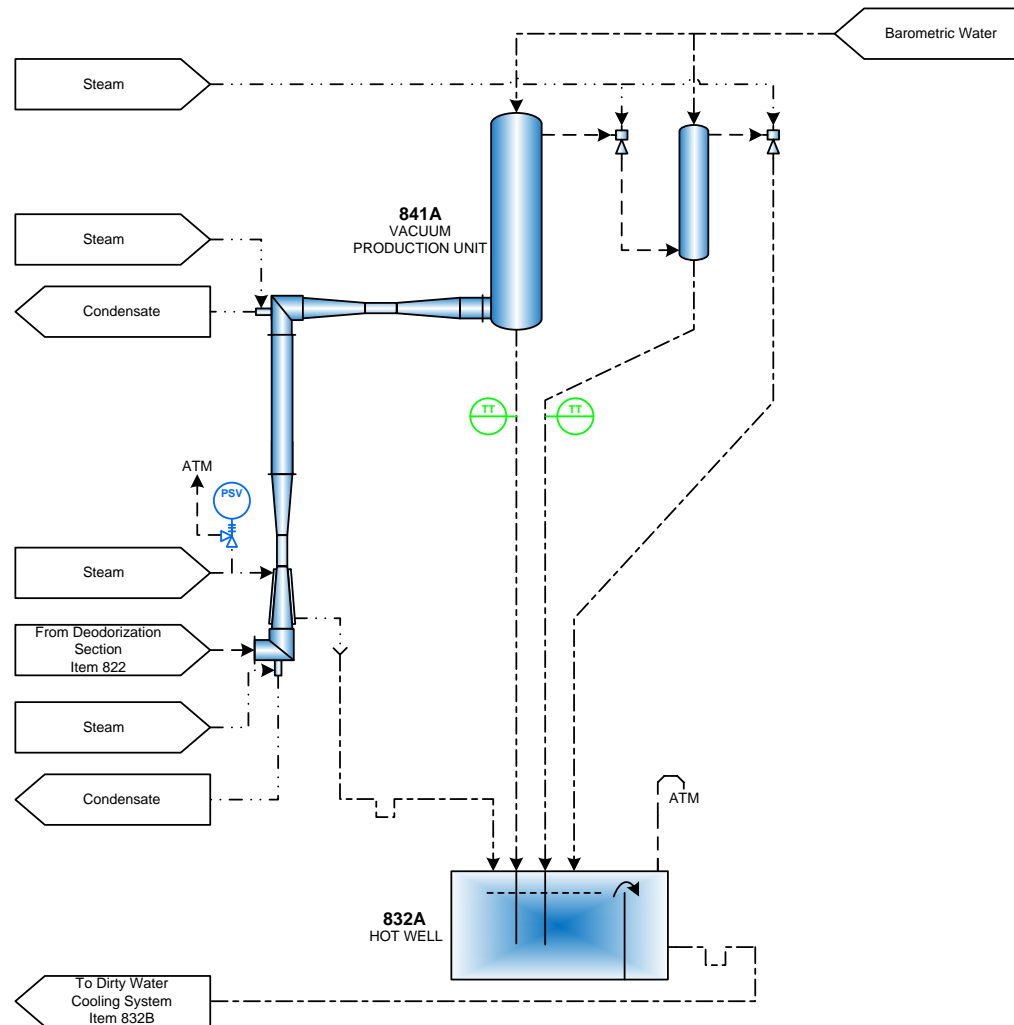 Barometric Water
Steam
841A
VACUUM
PRODUCTION UNIT
Steam
Condensate
TT
TT
ATM
PSV
Steam
From Deodorization
Section
Item 822
Steam
Condensate
ATM
832A
HOT WELL
To Dirty Water
Cooling System
Item 832B